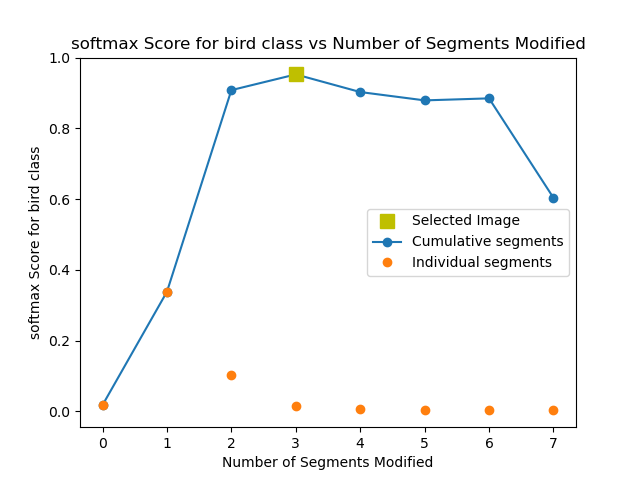 softmax Score for bird class vs Number of Segments Modified
1.0
0.8
0.6
0.4
0.2
0.0
softmax Score for bird class
Selected Image
Cumulative segments
Individual segments
0 1 2 3 4 5 6 7
Number of Segments Modified